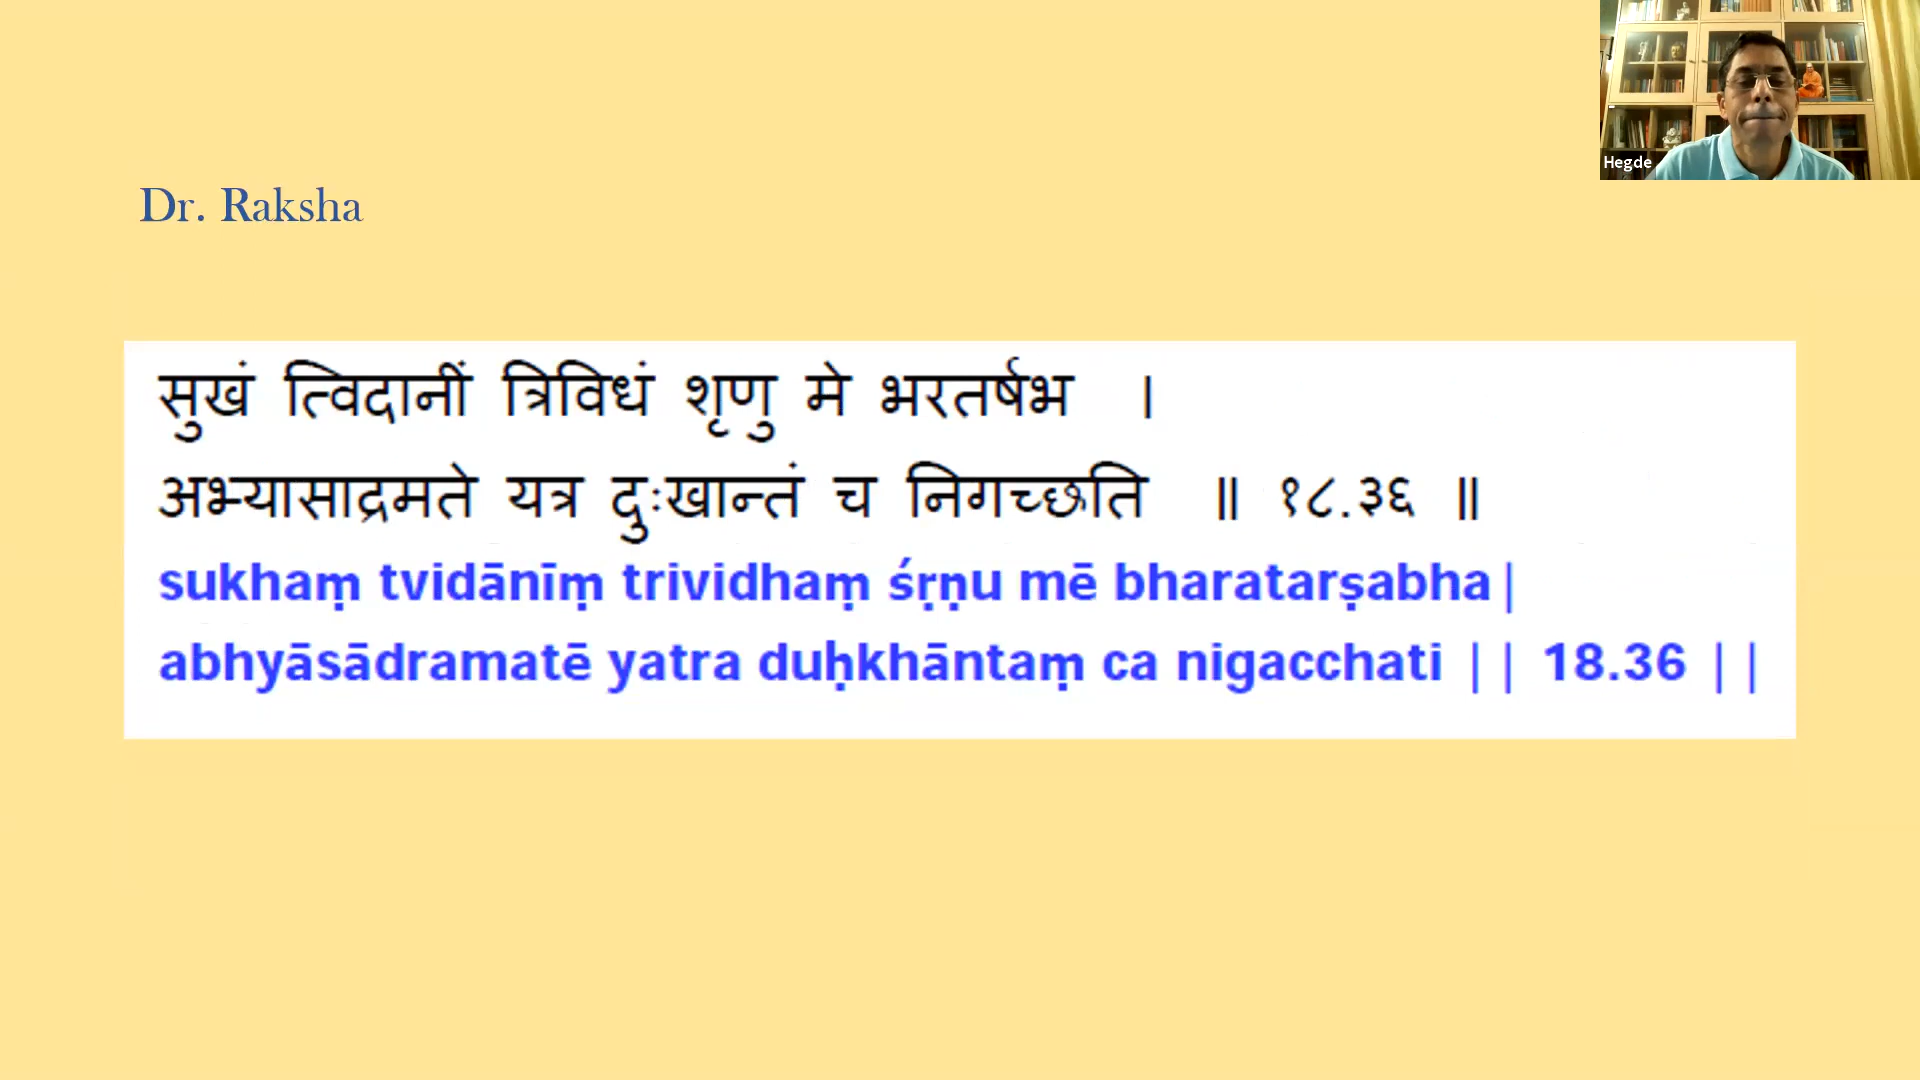 Hegde
Dr. Raksha
सुखं त्विदानीं त्रिविधं शृणु मे भरतर्षभ ।
अभ्यासाद्रमते यत्र दुःखान्तं च निगच्छति ॥ १८.३६ ॥
sukhaṃ tvidānīṃ trividhaṃ śṛṇu mē bharatarṣabha|
abhyāsādramatē yatra duḥkhāntaṃ ca nigacchati || 18.36 ||